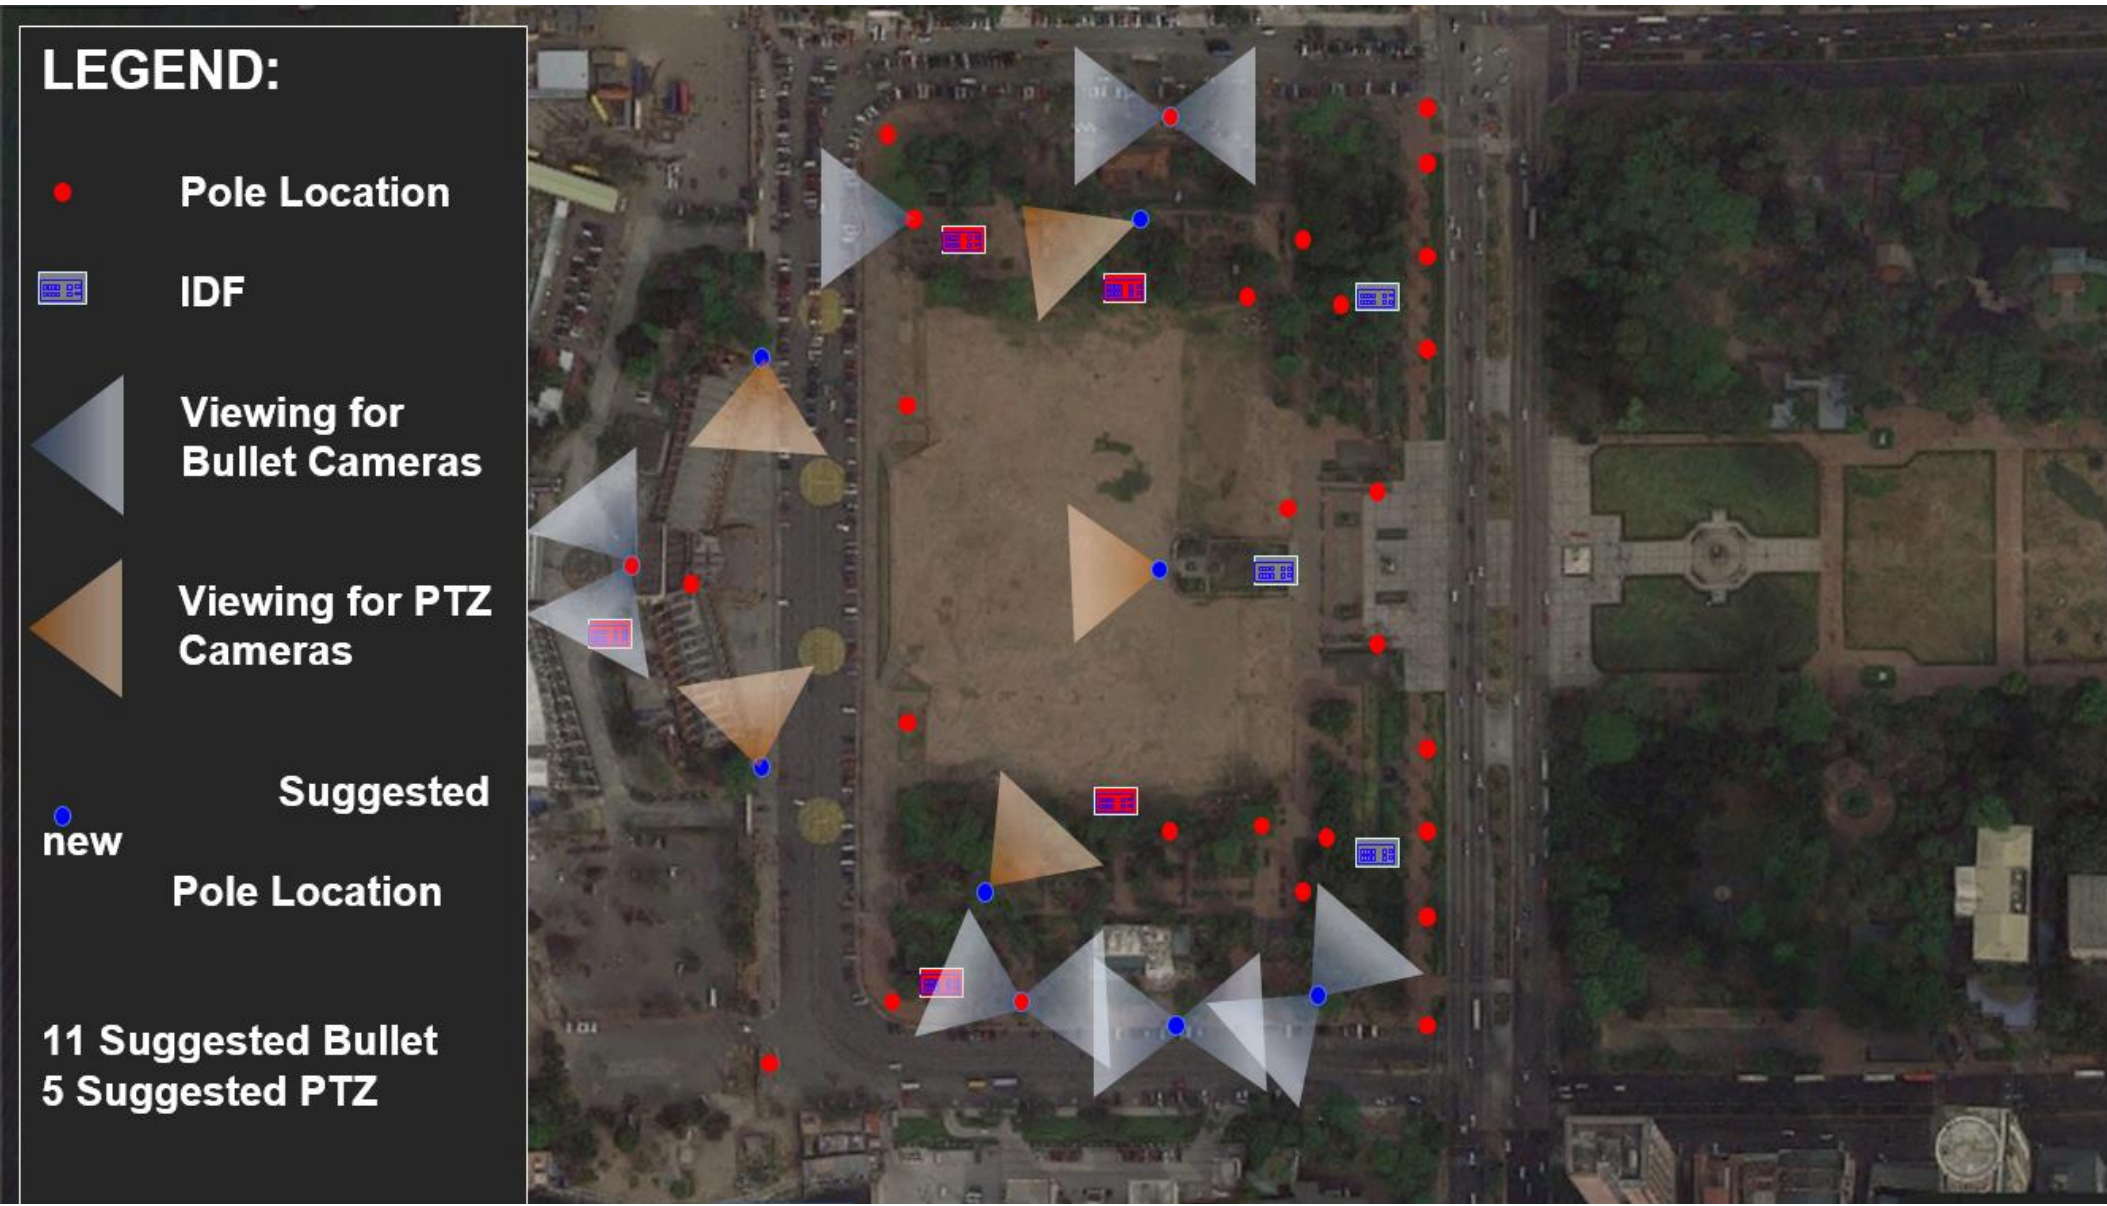 LEGEND:
Pole Location
IDF
Viewing for
Bullet Cameras
Viewing for PTZ
Cameras
Suggested
new
Pole Location
11 Suggested Bullet
5 Suggested PTZ